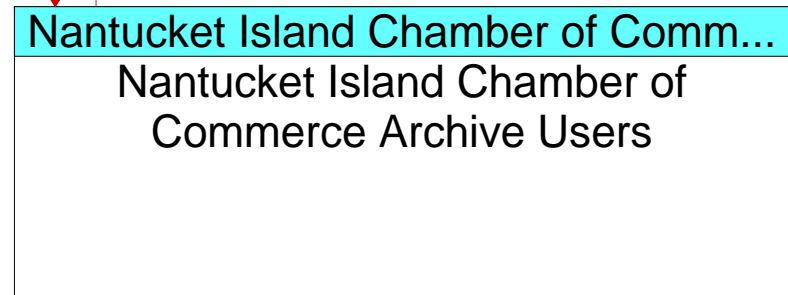 Nantucket Island Chamber of Comm...
Nantucket Island Chamber of
Commerce Archive Users